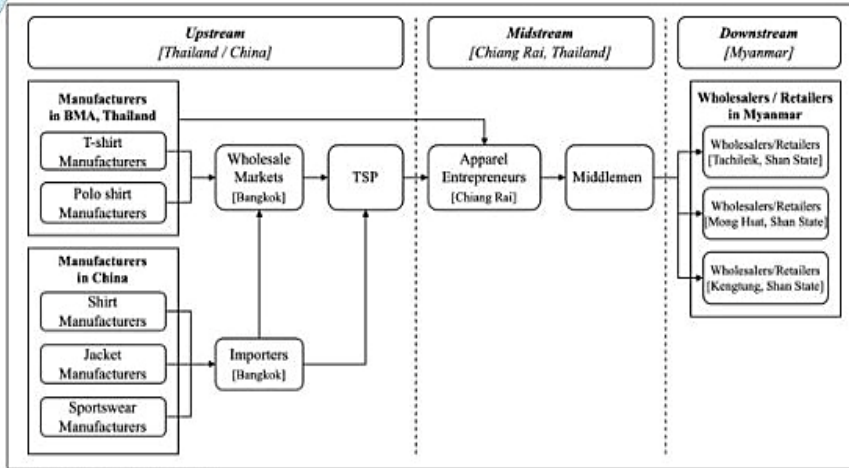 Upstream
[Thailand / China]
Midstream
[Chiang Rai, Thailand]
Downstream
[Myanmar]
Manufacturers
in BMA, Thailand
T-shirt
Manufacturers
Polo shirt
Manufacturers
Manufacturers
in China
Shirt
Manufacturers
Jacket
Manufacturers
Sportswear
Manufacturers
Wholesale
Markets
[Bangkok]
Importers
[Bangkok]
TSP
Apparel
Entrepreneurs
[Chiang Rai]
Middlemen
Wholesalers / Retailers
in Myanmar
Wholesalers/Retailers
[Tachileik, Shan State]
Wholesalers/Retailers
[Mong Hsat, Shan State]
Wholesalers/Retailers
[Kengtung, Shan State]